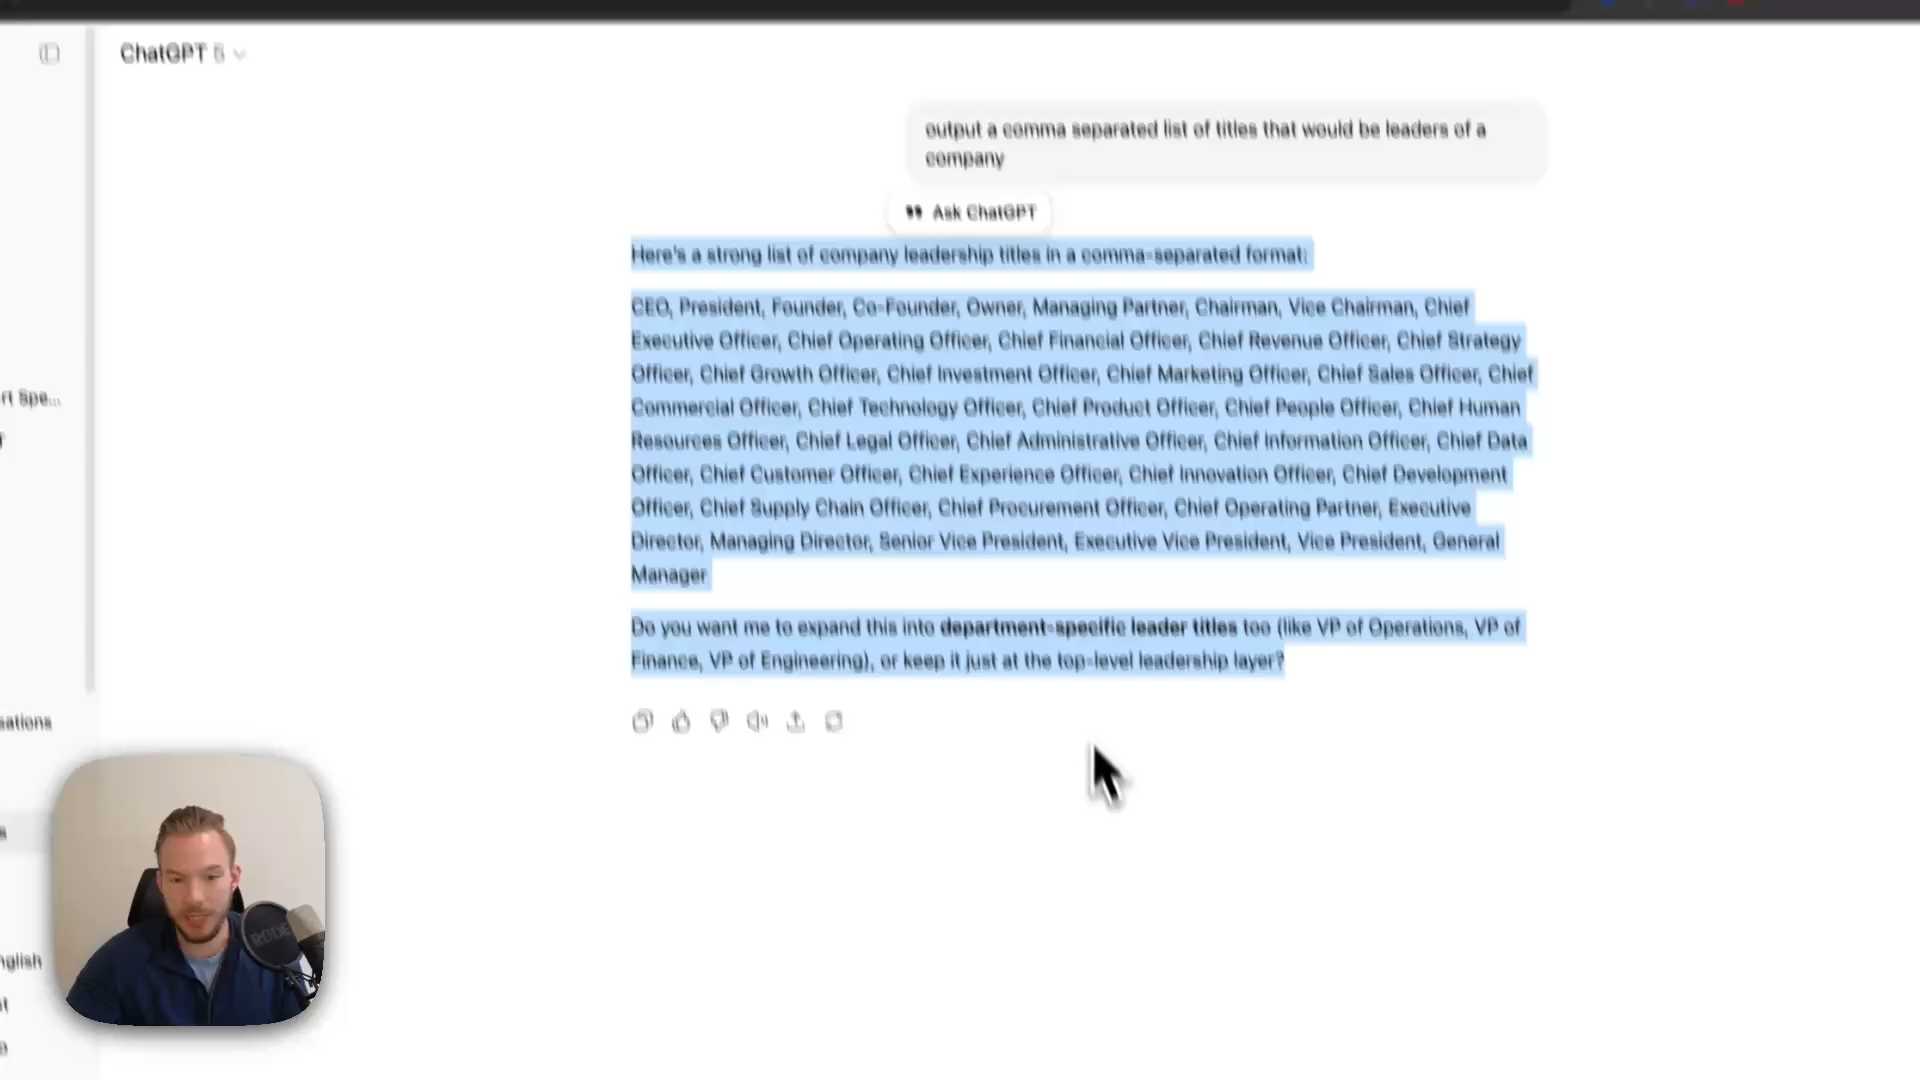 ChatGPT 5
output a comma separated list of titles that would be leaders of a
company
Ask ChatGPT
Here's a strong list of company leadership titles in a comma-separated format:
CEO, President, Founder, Co-Founder, Owner, Managing Partner, Chairman, Vice Chairman, Chief
Executive Officer, Chief Operating Officer, Chief Financial Officer, Chief Revenue Officer, Chief Strategy
Officer, Chief Growth Officer, Chief Investment Officer, Chief Marketing Officer, Chief Sales Officer, Chief
Commercial Officer, Chief Technology Officer, Chief Product Officer, Chief People Officer, Chief Human
Resources Officer, Chief Legal Officer, Chief Administrative Officer, Chief Information Officer, Chief Data
Officer, Chief Customer Officer, Chief Experience Officer, Chief Innovation Officer, Chief Development
Officer, Chief Supply Chain Officer, Chief Procurement Officer, Chief Operating Partner, Executive
Director, Managing Director, Senior Vice President, Executive Vice President, Vice President, General
Manager
Do you want me to expand this into department-specific leader titles too (like VP of Operations, VP of
Finance, VP of Engineering), or keep it just at the top-level leadership layer?
rt Spe...
sations
nglish
RODE